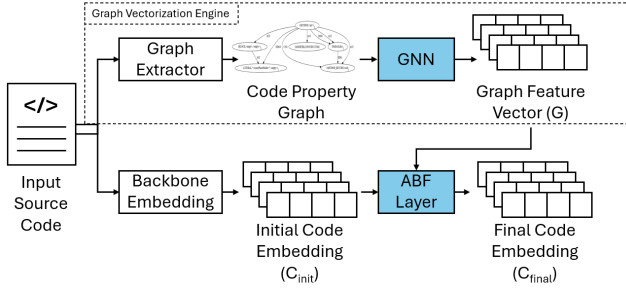 Graph Vectorization Engine
Graph
Extractor
Code Property
Graph
GNN
Graph Feature
Vector (G)
</>
Input
Source
Code
Backbone
Embedding
Initial Code
Embedding
(Cinit)
ABF
Layer
Final Code
Embedding
(Cfinal)